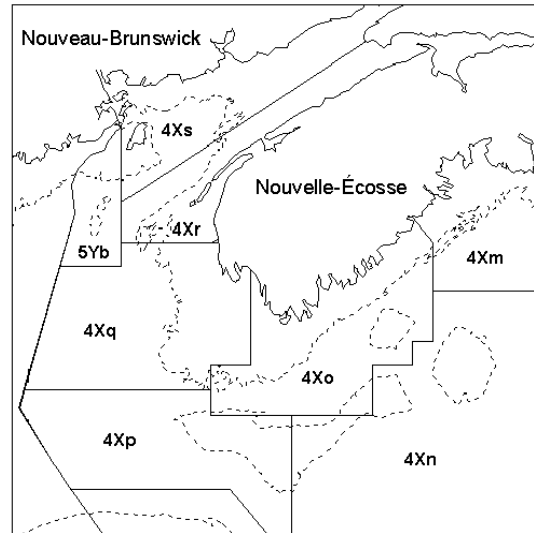 Nouveau-Brunswick
4Xs
Nouvelle-Écosse
4Xr
5Yb
4Xm
4Xq
4Xo
4Xp
4Xn